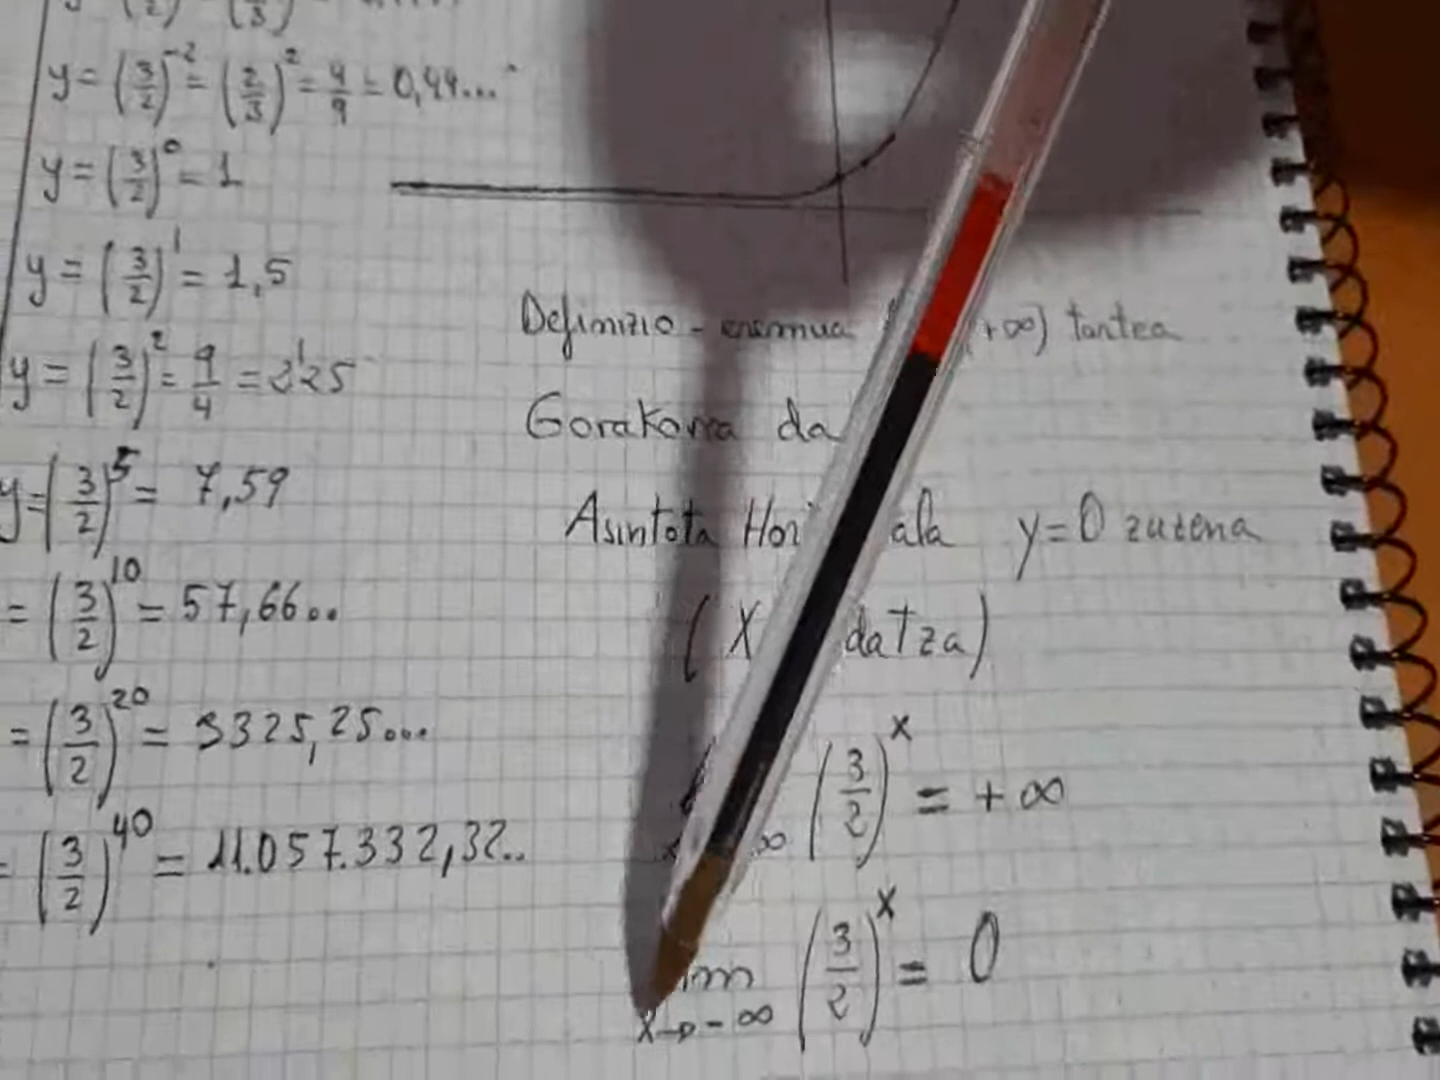 y = (3/2)^-2 = (2/3)^2 = 4/9 = 0,44...
y = (3/2)^0 = 1
y = (3/2)^1 = 1,5
y = (3/2)^2 = 9/4 = 2'25
y = (3/2)^5 = 7,59
= (3/2)^10 = 57,66..
= (3/2)^20 = 3325,25...
= (3/2)^40 = 11.057.332,32..
Definizio-eremua +∞) tartea
Gorakorra da
Asintota y=0 zuzena
(X
(3/2)^x = +∞
x→-∞ (3/2)^x = 0